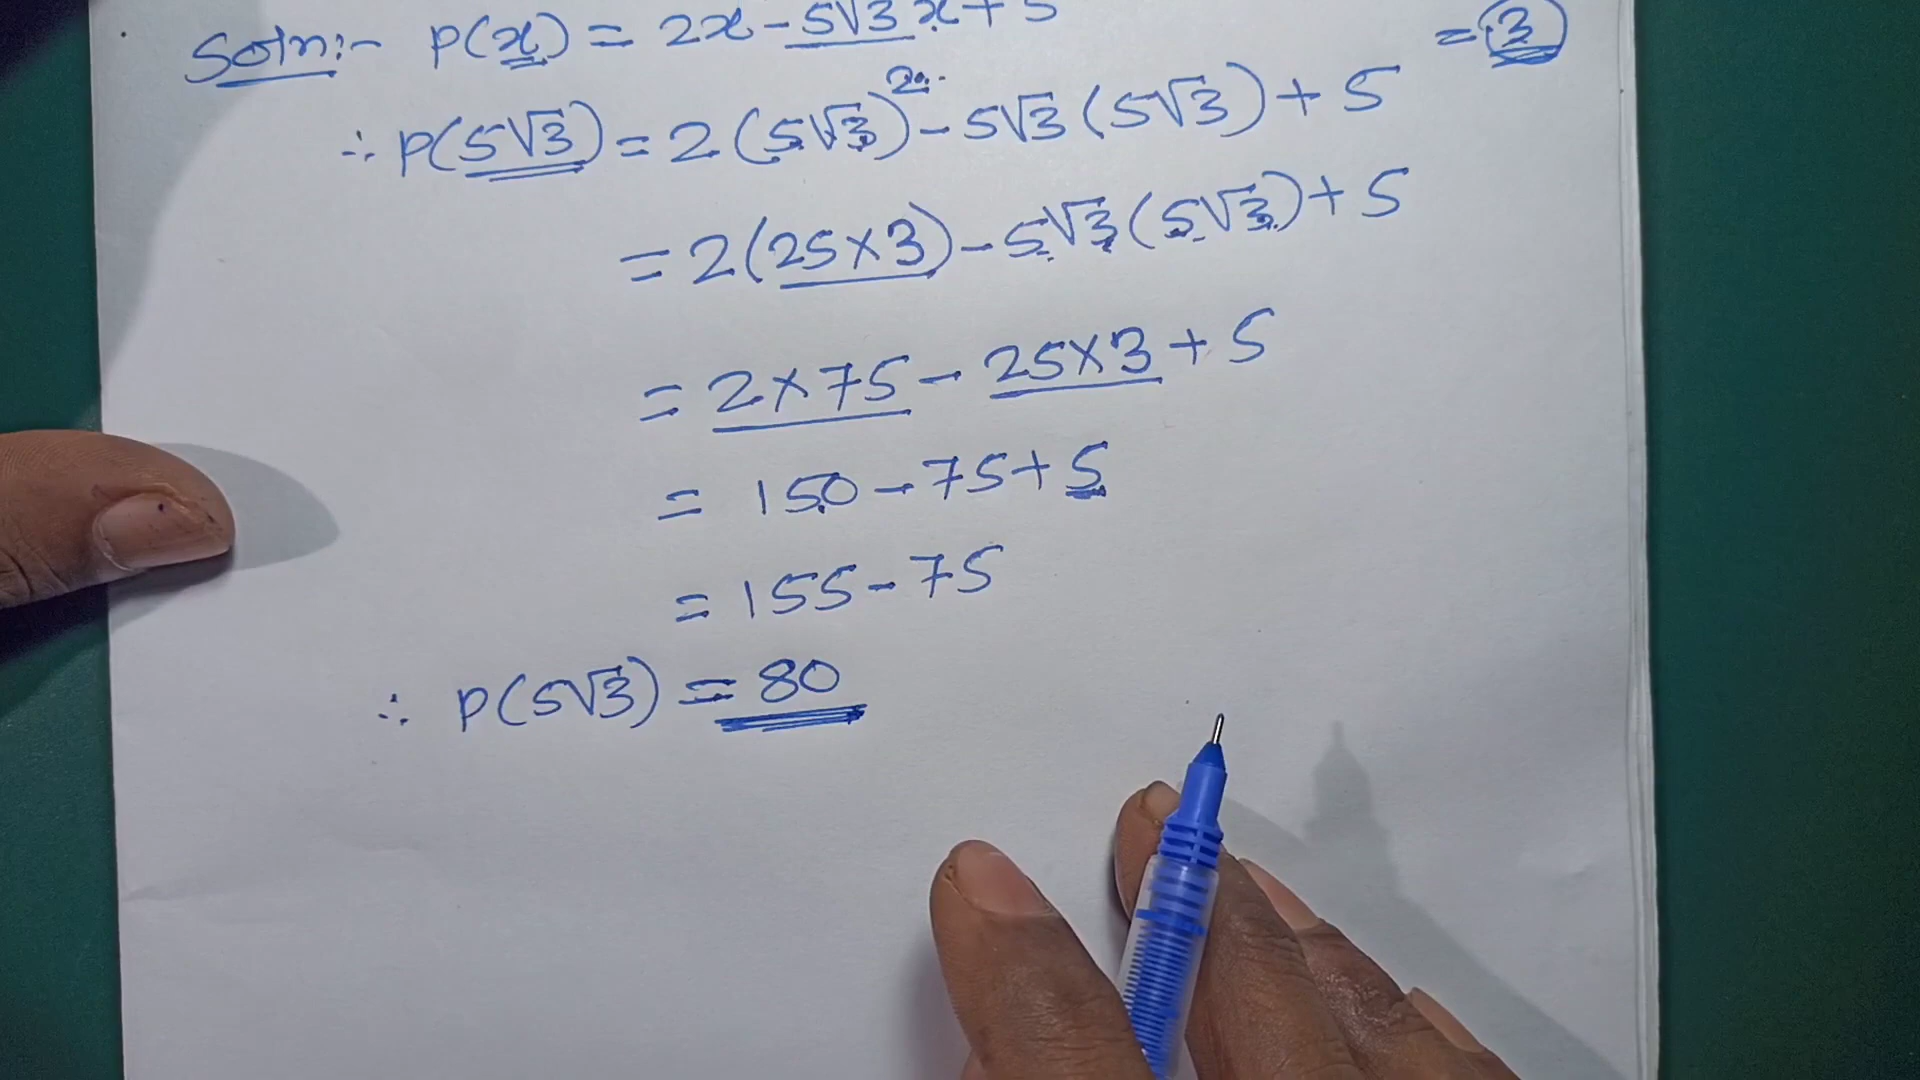 Soln:- P(x) = 2x - 5√3 x + 5
= 3
∴ P(5√3) = 2(5√3)² - 5√3(5√3) + 5
= 2(25×3) - 5√3(5√3) + 5
= 2×75 - 25×3 + 5
= 150 - 75 + 5
= 155 - 75
∴ P(5√3) = 80